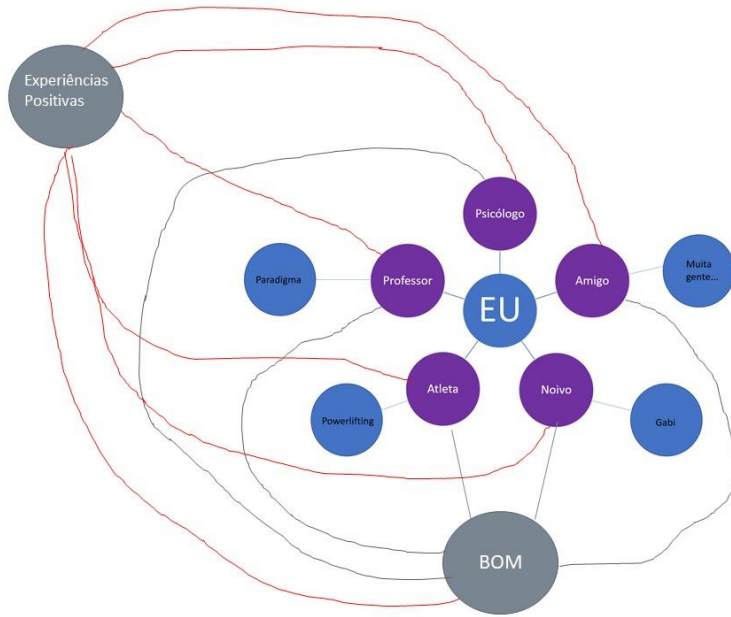 Experiências
Positivas
Psicólogo
Paradigma
Professor
EU
Amigo
Muita
gente...
Powerlifting
Atleta
Noivo
Gabi
BOM